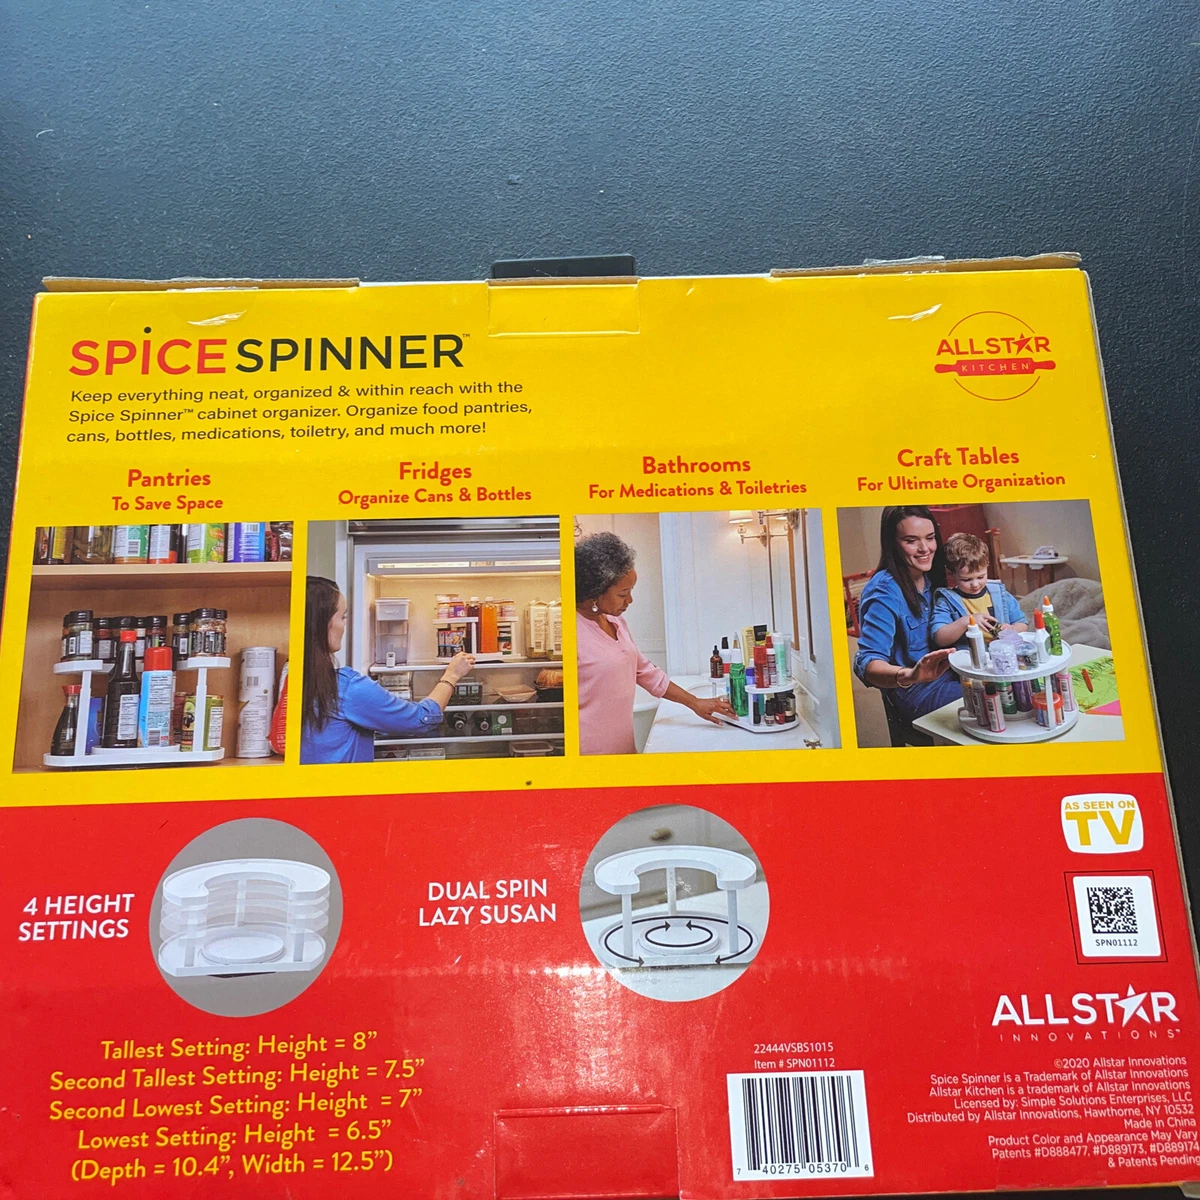 SPICE SPINNER™
ALLSTAR
KITCHEN
Keep everything neat, organized & within reach with the
Spice Spinner™ cabinet organizer. Organize food pantries,
cans, bottles, medications, toiletry, and much more!
Pantries
To Save Space
Fridges
Organize Cans & Bottles
Bathrooms
For Medications & Toiletries
Craft Tables
For Ultimate Organization
4 HEIGHT
SETTINGS
DUAL SPIN
LAZY SUSAN
AS SEEN ON
TV
SPN01112
ALLSTAR
INNOVATIONS™
Tallest Setting: Height = 8”
Second Tallest Setting: Height = 7.5”
Second Lowest Setting: Height = 7”
Lowest Setting: Height = 6.5”
(Depth = 10.4”, Width = 12.5”)
22444VSBS1015
Item # SPN01112
7 40275 05370 6
©2020 Allstar Innovations
Spice Spinner is a Trademark of Allstar Innovations
Allstar Kitchen is a trademark of Allstar Innovations
Licensed by: Simple Solutions Enterprises, LLC
Distributed by Allstar Innovations, Hawthorne, NY 10532
Made in China
Product Color and Appearance May Vary
Patents #D888477, #D889173, #D889174
& Patents Pending